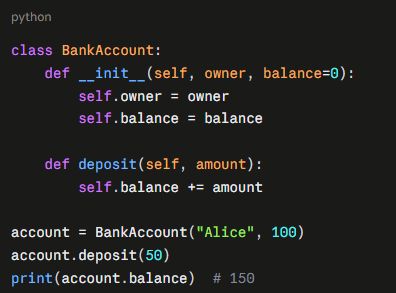 python
class BankAccount:
    def __init__(self, owner, balance=0):
        self.owner = owner
        self.balance = balance
    def deposit(self, amount):
        self.balance += amount
account = BankAccount("Alice", 100)
account.deposit(50)
print(account.balance)  # 150